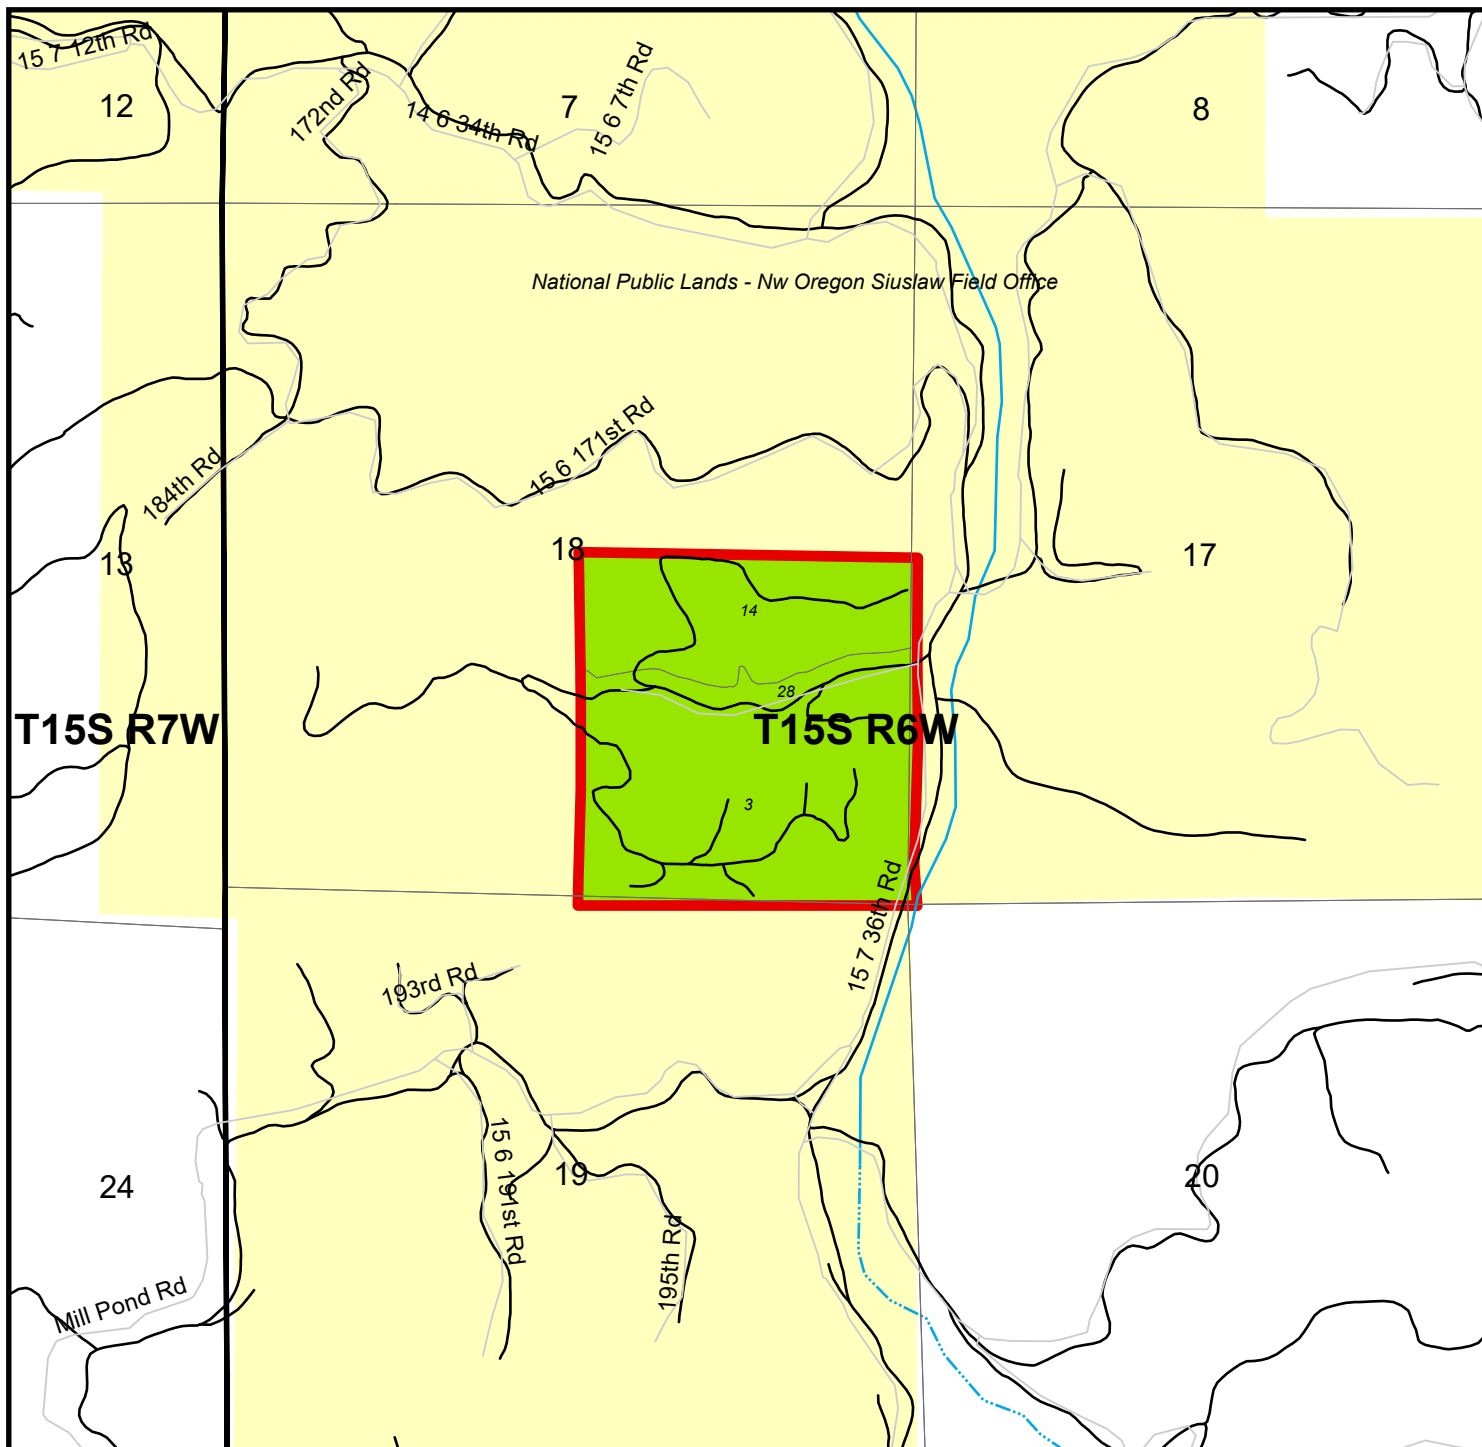 15 7 12th Rd
12
172nd Rd
14 6 34th Rd
7
15 6 7th Rd
8
National Public Lands - Nw Oregon Siuslaw Field Office
15 6 171st Rd
184th Rd
13
18
17
14
28
T15S R7W
T15S R6W
3
15 7 36th Rd
193rd Rd
15 6 191st Rd
19
20
24
195th Rd
Mill Pond Rd